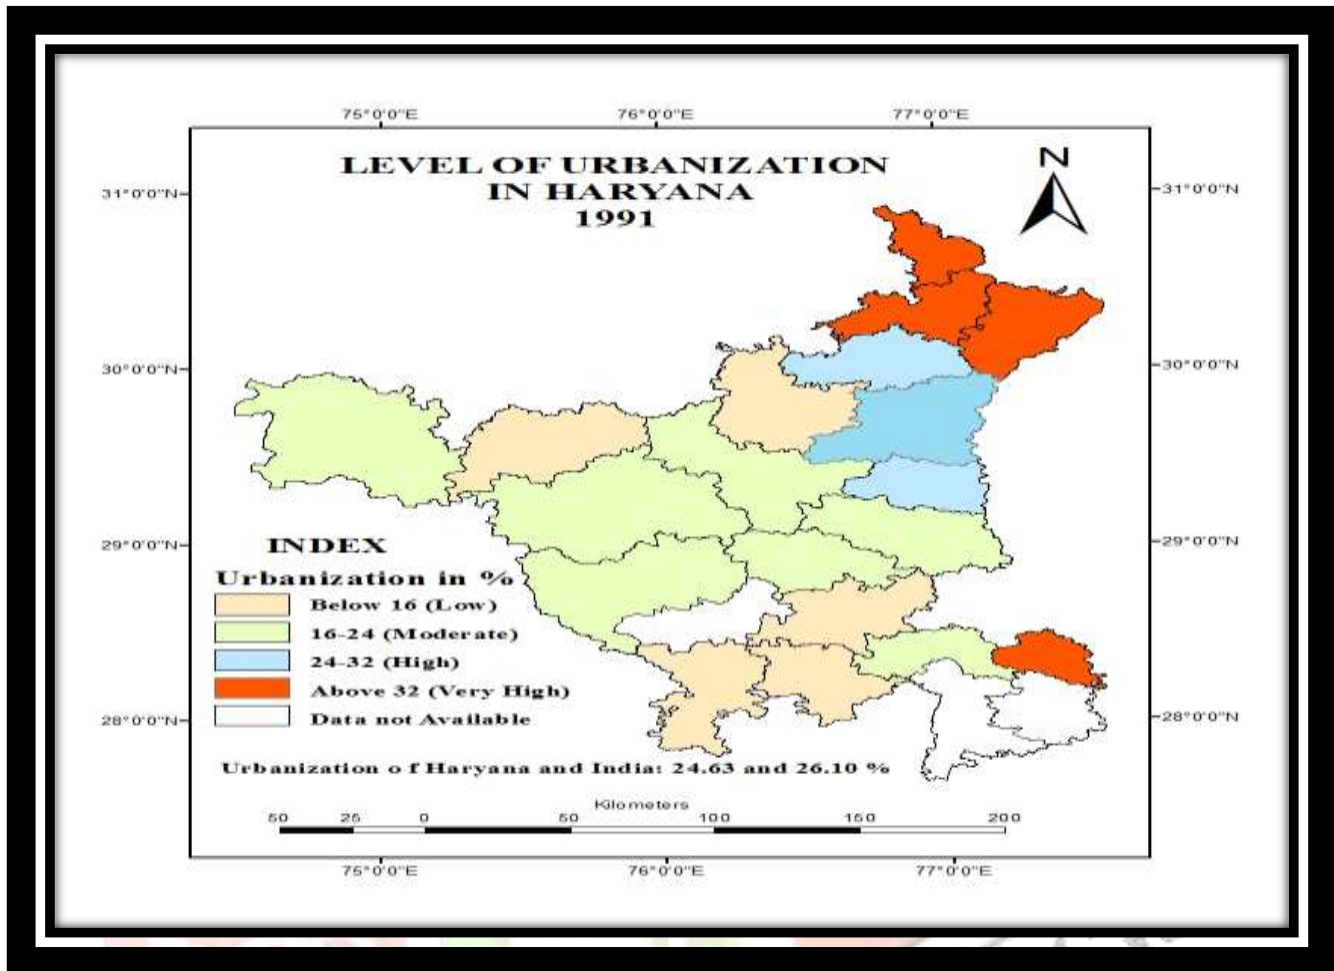 75°0'0"E 76°0'0"E 77°0'0"E
LEVEL OF URBANIZATION
IN HARYANA
1991
N
31°0'0"N 31°0'0"N
30°0'0"N 30°0'0"N
29°0'0"N 29°0'0"N
28°0'0"N 28°0'0"N
INDEX
Urbanization in %
Below 16 (Low)
16-24 (Moderate)
24-32 (High)
Above 32 (Very High)
Data not Available
Urbanization o f Haryana and India: 24.63 and 26.10 %
Kilometers
50 25 0 50 100 150 200
75°0'0"E 76°0'0"E 77°0'0"E